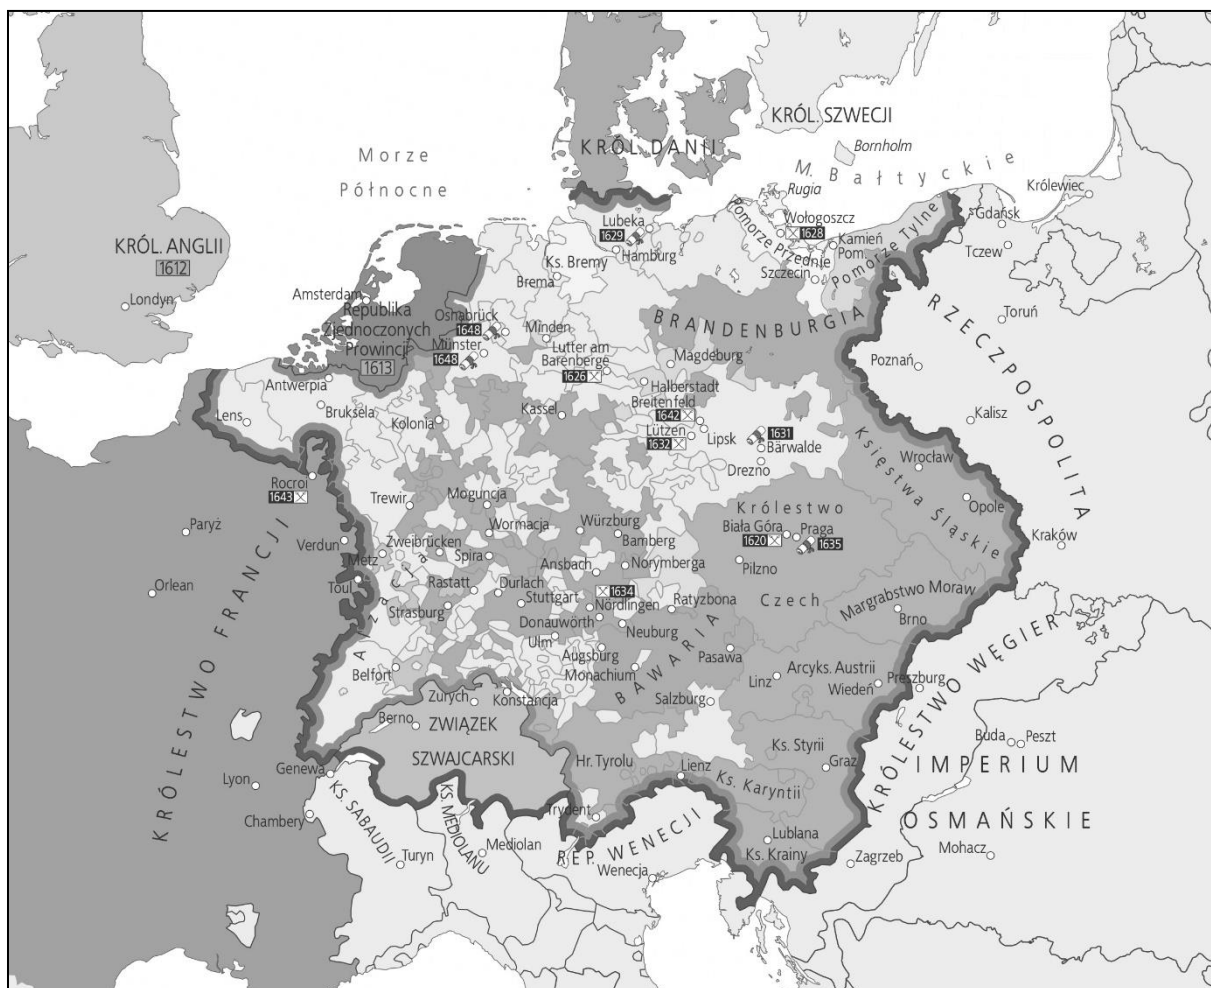 KRÓL. SZWECJI
Bornholm
KRÓL. DANII
Morze
Północne
M. Bałtyckie
Rugia
Królewiec
Lubeka
1629
Hamburg
Wołogoszcz
1628
Pomorze Przednie
Kamień
Pom.
Pomorze Tylne
Gdańsk
Tczew
KRÓL. ANGLII
1612
Londyn
Ks. Bremy
Brema
Szczecin
Amsterdam
Republika
Zjednoczonych
Prowincji
1613
Osnabrück
1648
Münster
1648
Minden
Lutter am
Barenberge
1626
BRANDENBURGIA
Magdeburg
RZECZPOSPOLITA
Toruń
Poznań
Antwerpia
Bruksela
Lens
Kolonia
Kassel
Halberstadt
Breitenfeld
1642
Lützen
1632
Lipsk
1631
Bärwalde
Drezno
Kalisz
Księstwa Śląskie
Wrocław
Opole
Kraków
Rocroi
1643
Trewir
Moguncja
Wormacja
Würzburg
Bamberg
Królestwo
Biała Góra
1620
Praga
1635
Paryż
Verdun
Metz
Zweibrücken
Spira
Ansbach
Norymberga
Pilzno
Orlean
Toul
Alzacja
Rastatt
Durlach
Stuttgart
Strasburg
1634
Nördlingen
Donauwörth
Ratyzbona
Czech
Margrabstwo Moraw
Brno
Neuburg
Ulm
Augsburg
Monachium
BAWARIA
Pasawa
Arcyks. Austrii
Linz
Wiedeń
Preszburg
KRÓLESTWO FRANCJI
Belfort
Zurych
Konstancja
Berno
ZWIĄZEK
SZWAJCARSKI
Salzburg
KRÓLESTWO WĘGIER
Buda
Peszt
IMPERIUM
OSMAŃSKIE
Ks. Styrii
Graz
Hr. Tyrolu
Lienz
Ks. Karyntii
Genewa
Lyon
Chambery
KS. SABAUDII
KS. MEDIOLANU
Trydent
Turyn
Mediolan
REP. WENECJI
Wenecja
Lublana
Ks. Krainy
Zagrzeb
Mohacz